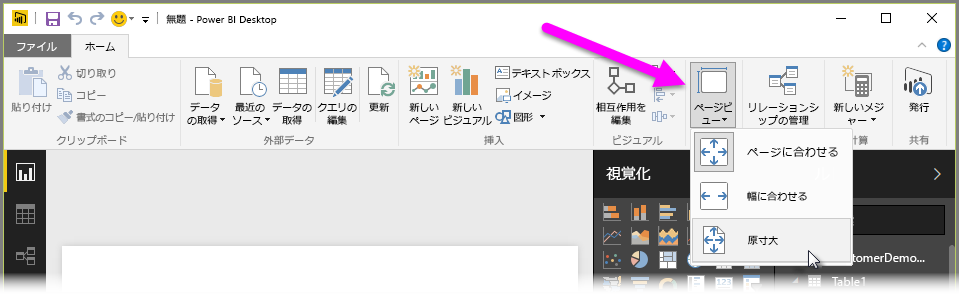 無題 - Power BI Desktop
ファイル
ホーム
貼り付け
切り取り
コピー
書式のコピー/貼り付け
クリップボード
データ
の取得
最近の
ソース
データの
取得
クエリの
編集
更新
外部データ
新しい
ページ
新しい
ビジュアル
テキスト ボックス
イメージ
図形
挿入
相互作用を
編集
ビジュアル
ページビ
ュー
リレーションシ
ップの管理
新しいメジ
ャー
計算
発行
共有
ページに合わせる
幅に合わせる
原寸大
視覚化
stomerDemo...
Table1